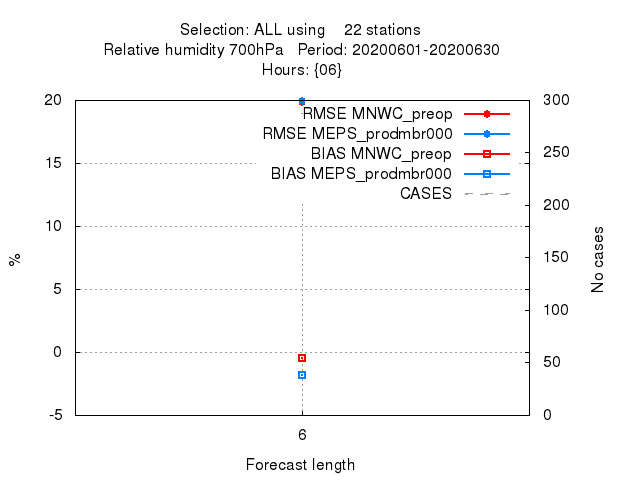 Selection: ALL using    22 stations
Relative humidity 700hPa   Period: 20200601-20200630
Hours: {06}
20
15
10
5
0
-5
%
RMSE MNWC_preop
RMSE MEPS_prodmbr000
BIAS MNWC_preop
BIAS MEPS_prodmbr000
CASES
300
250
200
150
100
50
0
No cases
6
Forecast length